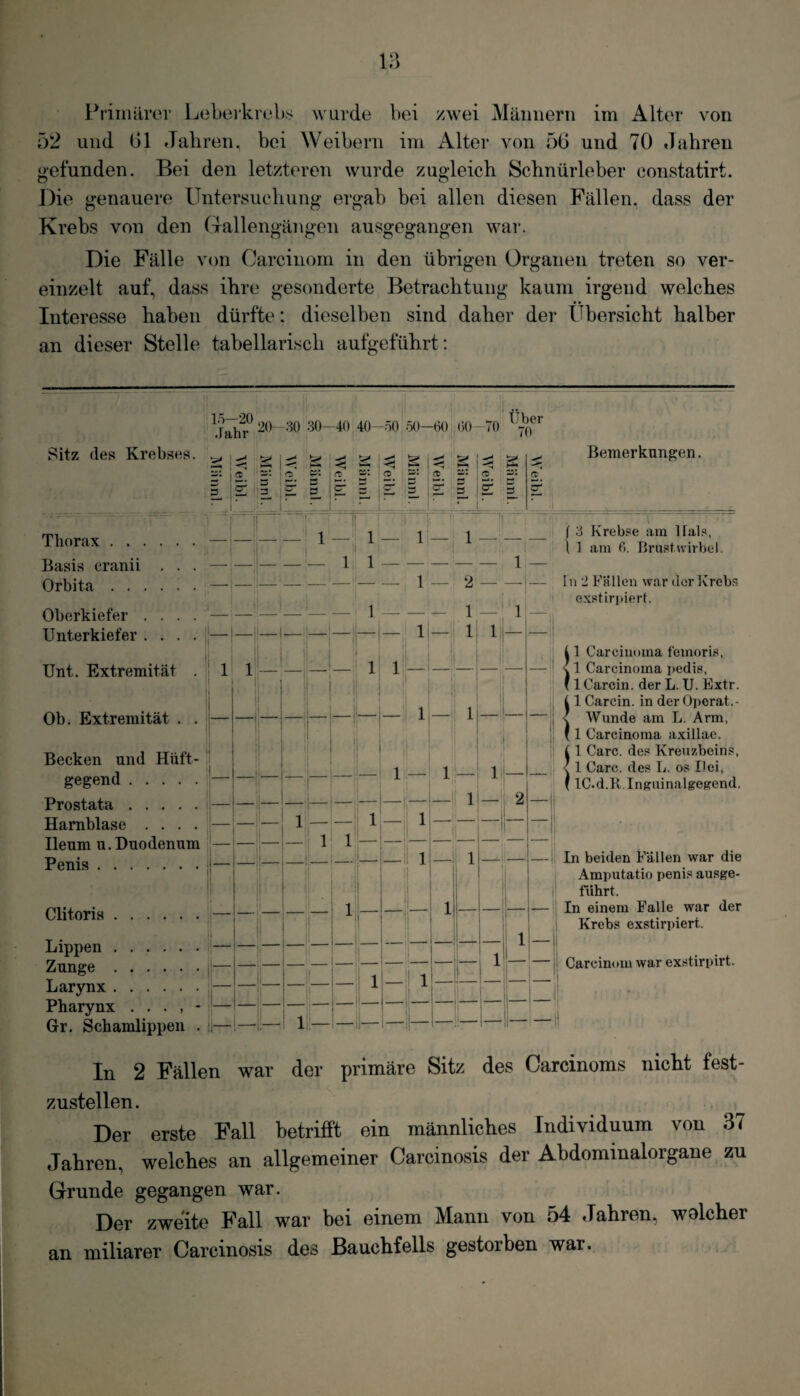 13
Primärer Leberkrebs wurde bei zwei Männern im Alter von
52 und 61 Jahren, bei Weibern im Alter von 56 und 70 Jahren
gefunden. Bei den letzteren wurde zugleich Schnürleber constatirt.
Die genauere Untersuchung ergab bei allen diesen Fällen, dass der
Krebs von den Gallengängen ausgegangen war.
Die Fälle von Carcinom in den übrigen Organen treten so ver-
einzelt auf, dass ihre gesonderte Betrachtung kaum irgend welches
Interesse haben dürfte: dieselben sind daher der Übersicht halber
an dieser Stelle tabellarisch aufgeführt:
Sitz des Krebses. 15—20 Jahr 20—30 30—40 40—50 50—60 60—70 Über 70 Bemerkungen.
Männl. Weibl. Männl. Weibl. Männl. Weibl. Männl. Weibl. Männl. Weibl. Männl. Weibl. Männl. Weibl.
Thorax . . . . . . — — — — 1 — 1 — 1 — 1 — — — { 3 Krebse am Hals,
1 am 6. Brustwirbel.
Basis cranii . . . — — — — — 1 1 — — — — — 1 —
Orbita . . . . . . — — — — — — — — 1 — 2 — — — In 2 Fällen war der Krebs
exstirpiert.
Oberkiefer . . . . — — — — — — 1 — — — 1 — 1 —
Unterkiefer . . . . — — — — — — — — 1 — 1 1 — —
Unt. Extremität . 1 1 — — — — 1 1 — — — — — — { 1 Carcinoma femoris,
1 Carcinoma pedis,
1 Carcin. der L. U. Extr.
Ob. Extremität . . — — — — — — — — 1 — 1 — — — { 1 Carcin. in der Operat.-
Wunde am L. Arm,
1 Carcinoma axillae.
Becken und Hüft-
gegend . . . . . — — — — — — — 1 — 1 — 1 — — { 1 Carc. des Kreuzbeins,
1 Carc. des L. os Ilei,
1C.d.R.Inguinalgegend.
Prostata . . . . . — — — — — — — — — — 1 — 2 —
Harnblase . . . . — — — 1 — — 1 — 1 — — — — —
Ileum u. Duodenum — — — — 1 1 — — — — — — — —
Penis . . . . . . . — — — — — — — — 1 — 1 — — — In beiden Fällen war die
Amputatio penis ausge-
führt.
Clitoris . . . . . . — — — — — 1 — — — 1 — — — — In einem Falle war der
Krebs exstirpiert.
Lippen . . . . . . — — — — — — — — — — — — 1 —
Zunge . . . . . . — — — — — — — — — — — 1 — — Carcinom war exstirpirt.
Larynx . . . . . . — — — — — — 1 — 1 — — — — —
Pharynx . . . , - — — — — — — — — — — — — — —
Gr. Schamlippen . — — — 1 — — — — — — — — — —
In 2 Fällen war der primäre Sitz des Carcinoms nicht fest-
zustellen.
Der erste Fall betrifft ein männliches Individuum von 37
Jahren, welches an allgemeiner Carcinosis der Abdominalorgane zu
Grunde gegangen war.
Der zweite Fall war bei einem Mann von 54 Jahren, welcher
an miliarer Carcinosis des Bauchfells gestorben war.